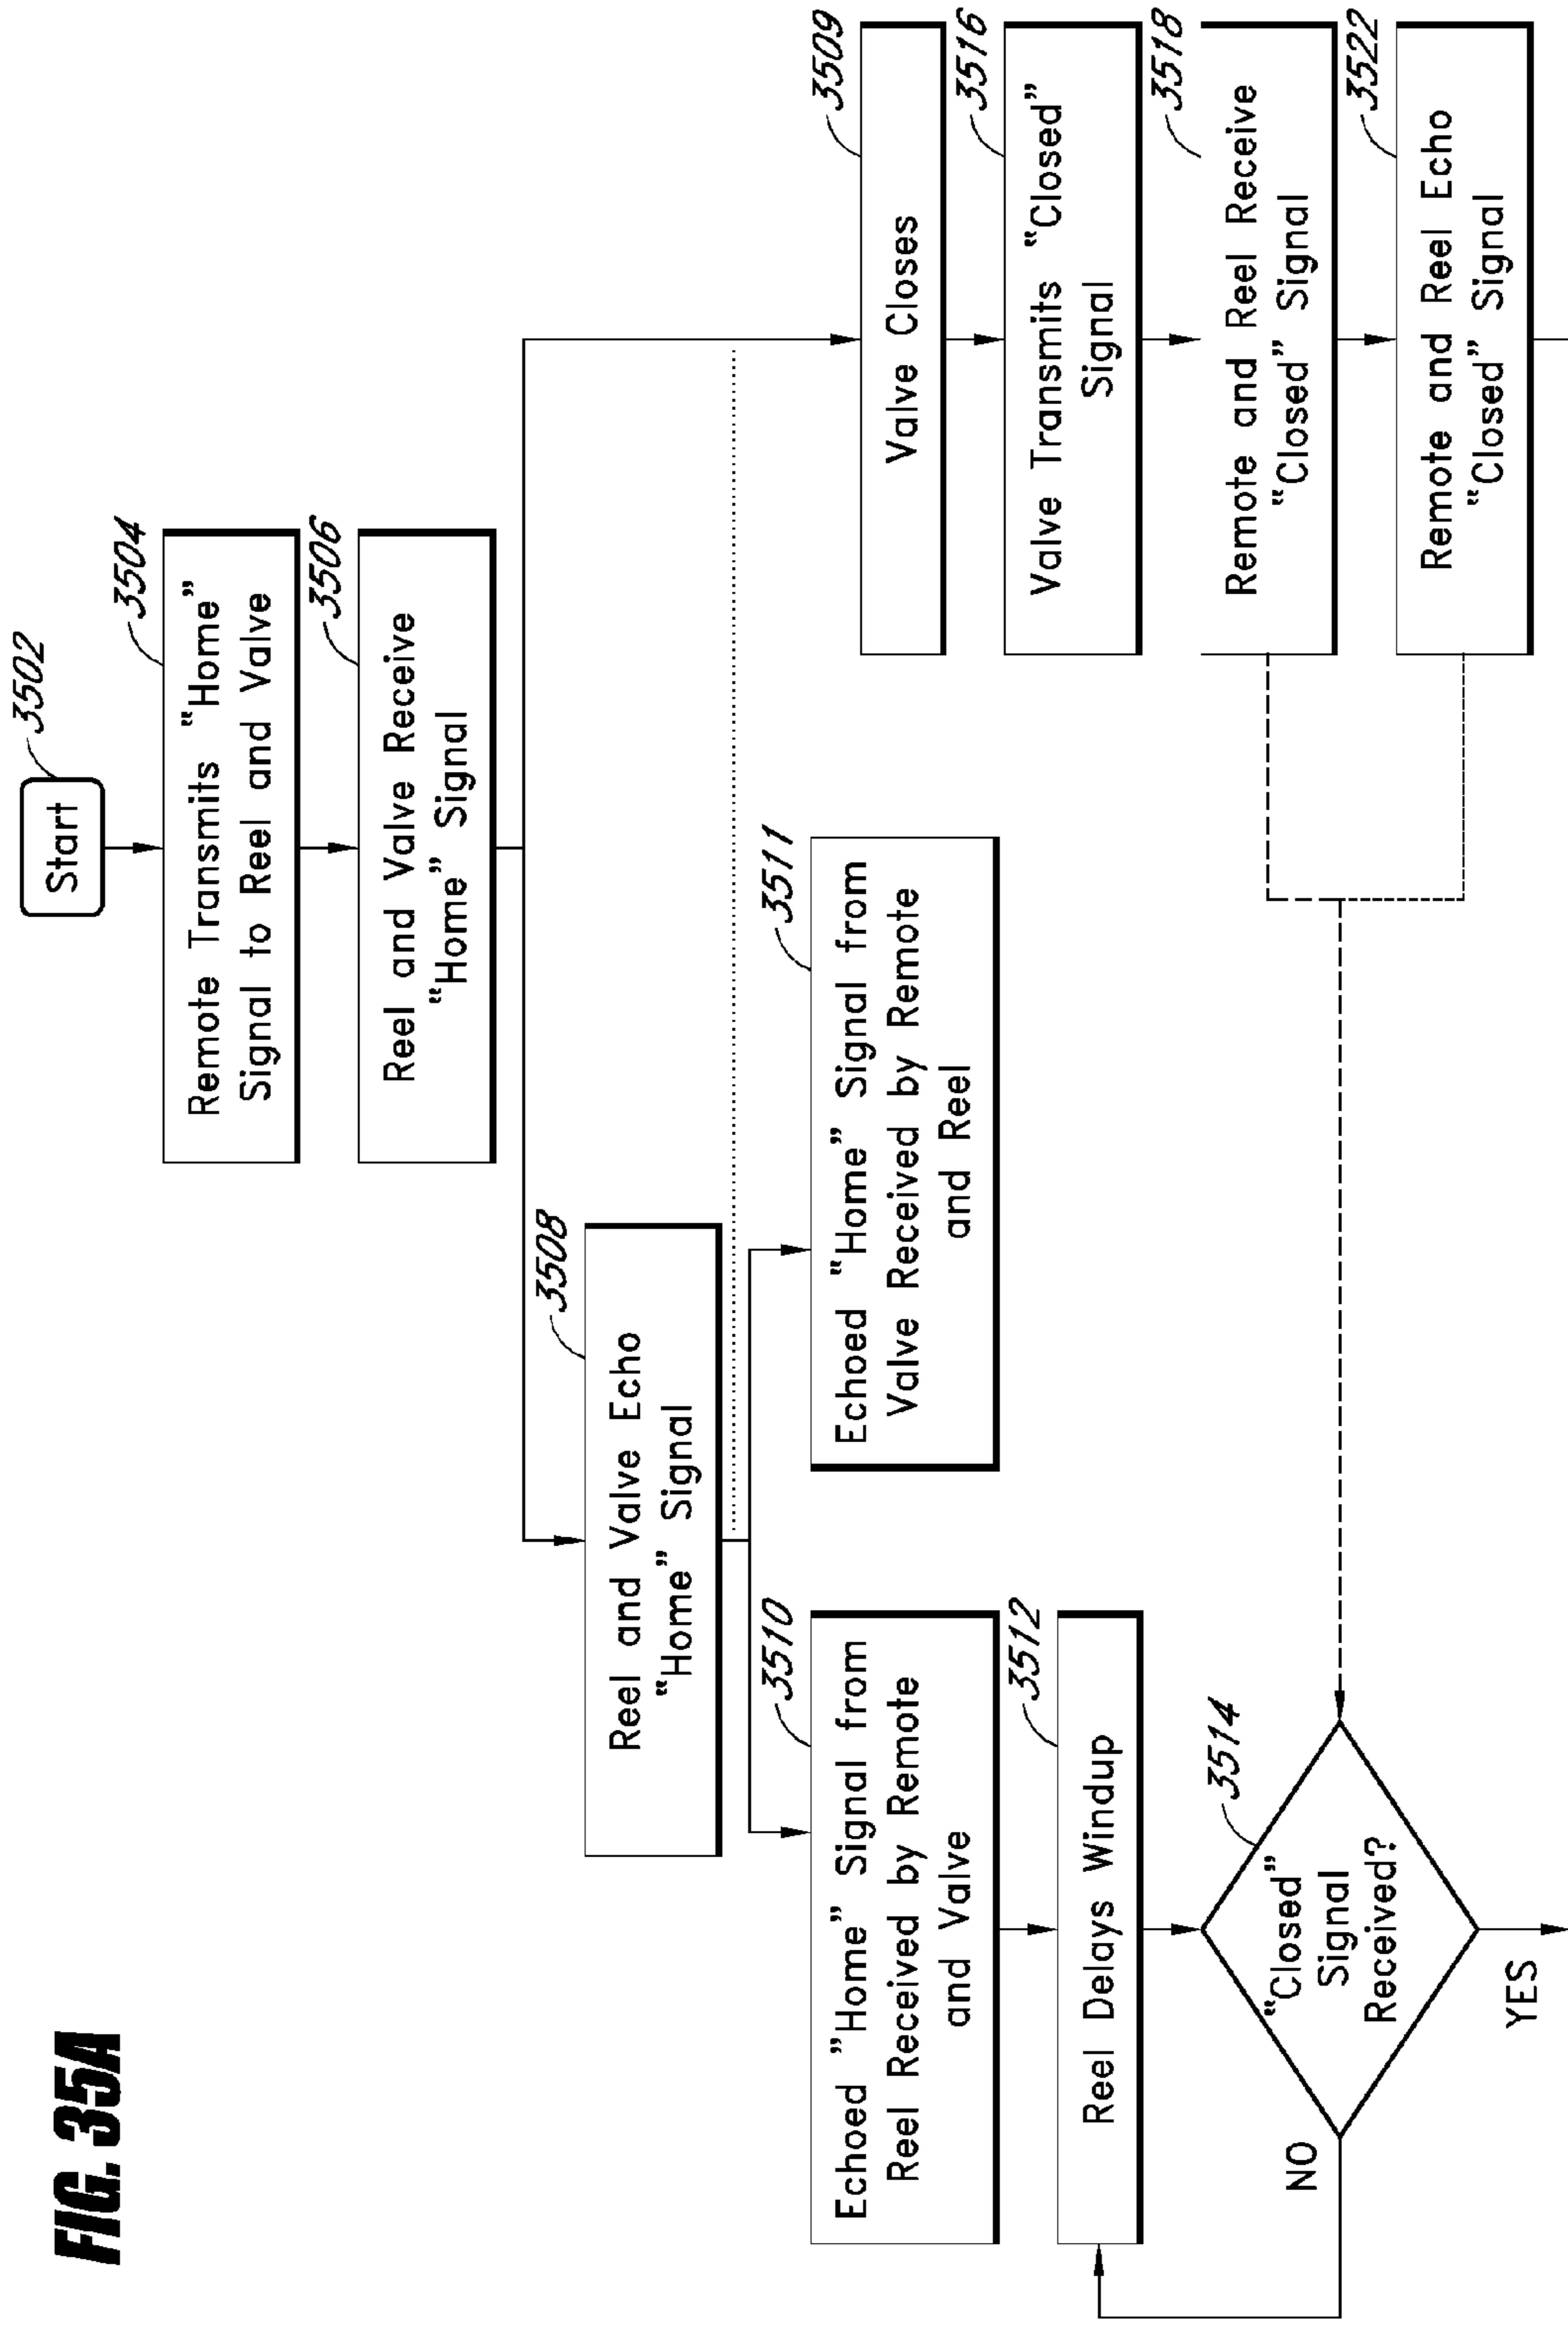 FIG. 35A
3502
Start
3504
Remote Transmits "Home"
Signal to Reel and Valve
3506
Reel and Valve Receive
"Home" Signal
3508
Reel and Valve Echo
"Home" Signal
3510
Echoed "Home" Signal from
Reel Received by Remote
and Valve
3511
Echoed "Home" Signal from
Valve Received by Remote
and Reel
3512
Reel Delays Windup
3514
"Closed"
Signal
Received?
NO
YES
3509
Valve Closes
3516
Valve Transmits "Closed"
Signal
3518
Remote and Reel Receive
"Closed" Signal
3522
Remote and Reel Echo
"Closed" Signal